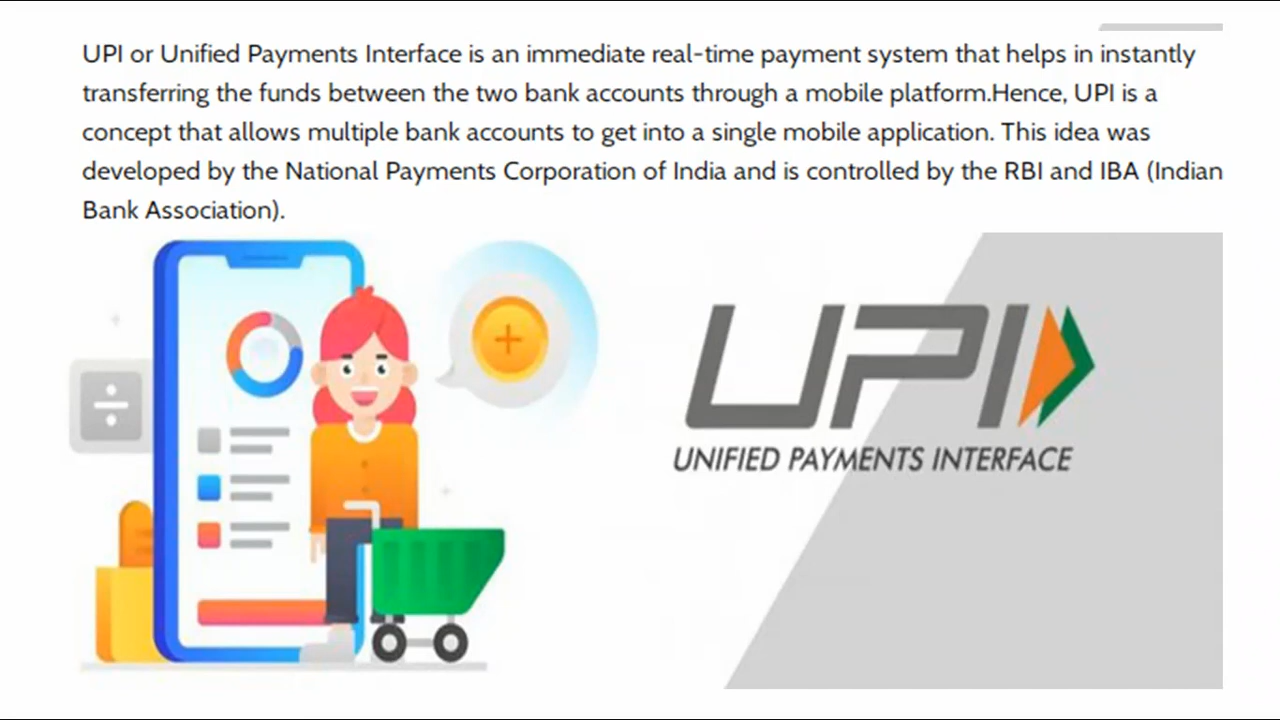 UPI or Unified Payments Interface is an immediate real-time payment system that helps in instantly
transferring the funds between the two bank accounts through a mobile platform.Hence, UPI is a
concept that allows multiple bank accounts to get into a single mobile application. This idea was
developed by the National Payments Corporation of India and is controlled by the RBI and IBA (Indian
Bank Association).
UPI
UNIFIED PAYMENTS INTERFACE